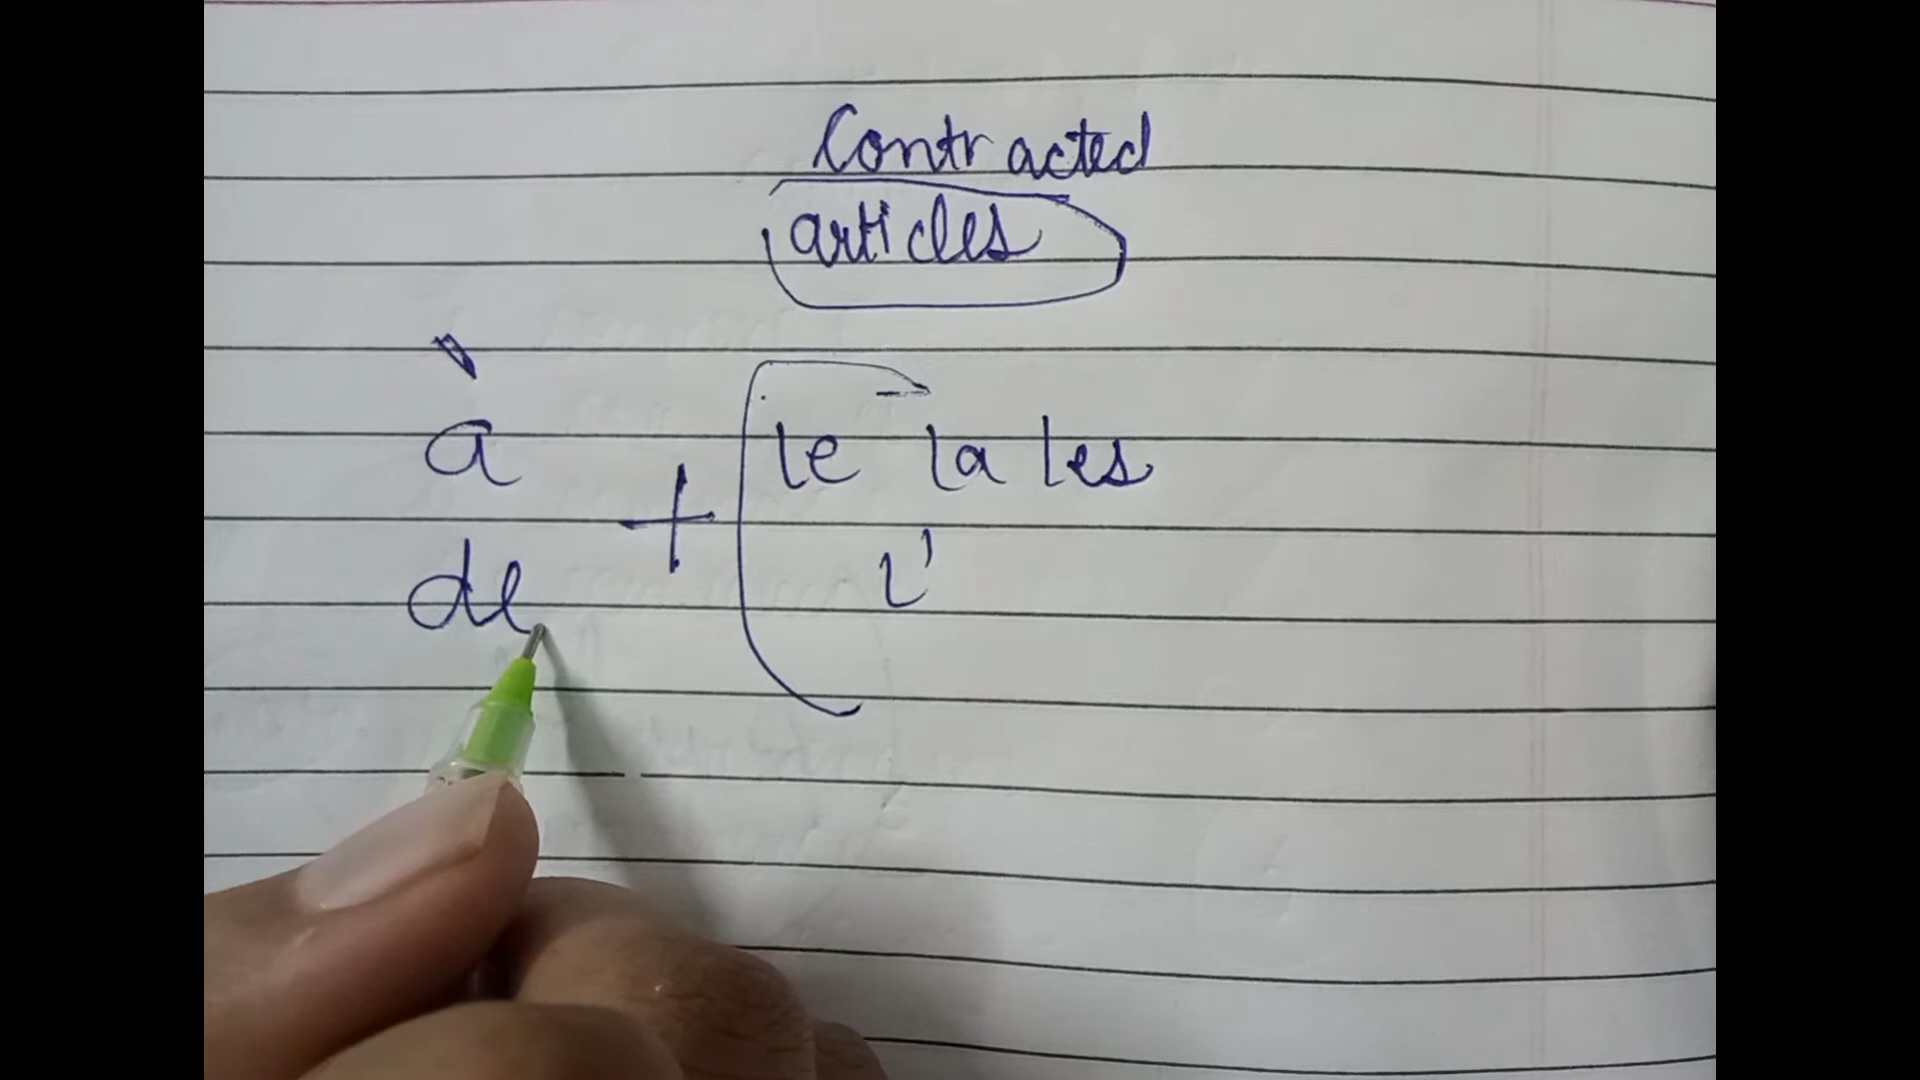 Contracted
articles
à + le la les
de l'